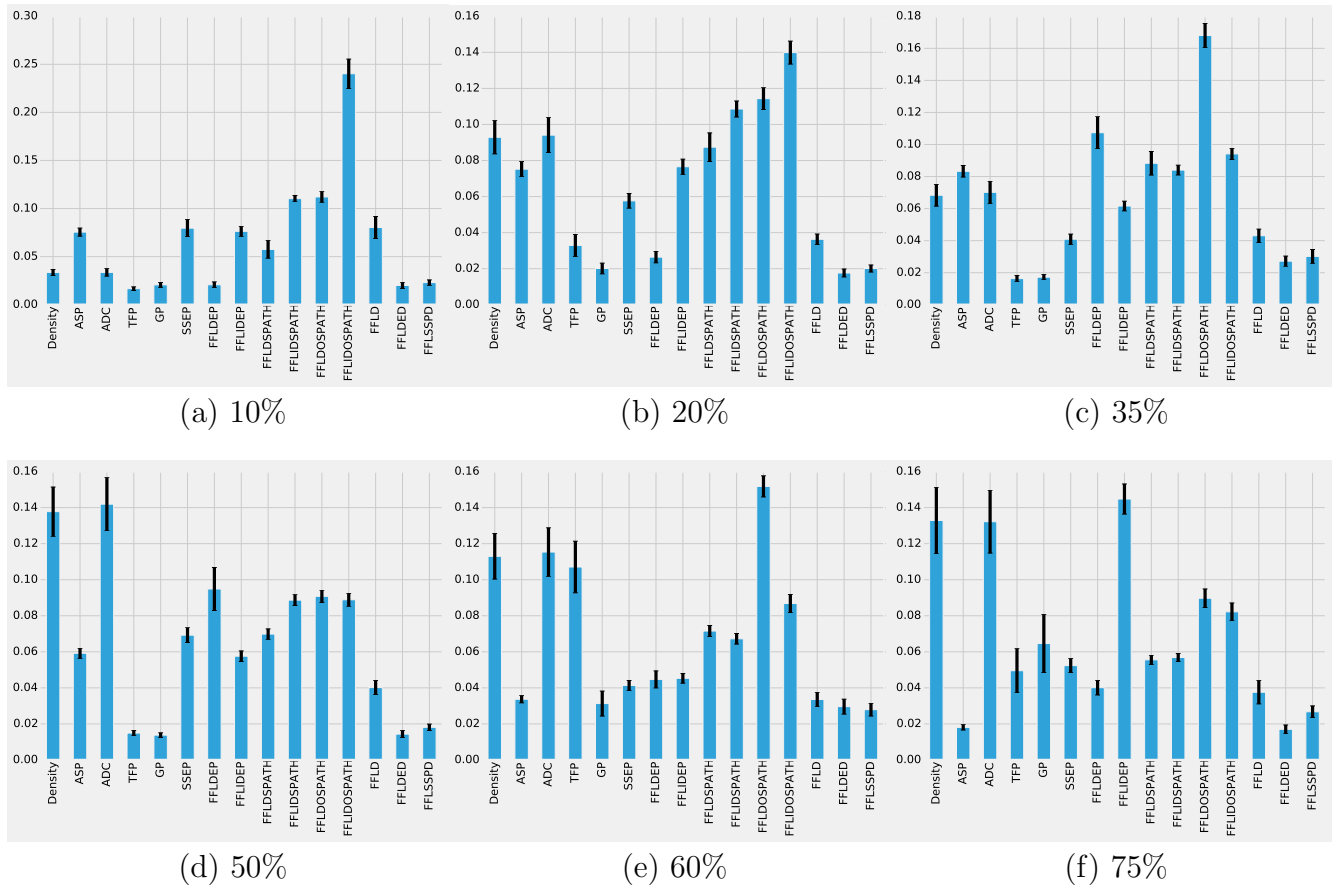 0.30
0.25
0.20
0.15
0.10
0.05
0.00
Density
ASP
ADC
TFP
GP
SSEP
FFLDEP
FFLIDEP
FFLDSPATH
FFLIDSPATH
FFLDOSPATH
FFLIDOSPATH
FFLD
FFLDED
FFLSSPD
(a) 10%
0.16
0.14
0.12
0.10
0.08
0.06
0.04
0.02
0.00
Density
ASP
ADC
TFP
GP
SSEP
FFLDEP
FFLIDEP
FFLDSPATH
FFLIDSPATH
FFLDOSPATH
FFLIDOSPATH
FFLD
FFLDED
FFLSSPD
(b) 20%
0.18
0.16
0.14
0.12
0.10
0.08
0.06
0.04
0.02
0.00
Density
ASP
ADC
TFP
GP
SSEP
FFLDEP
FFLIDEP
FFLDSPATH
FFLIDSPATH
FFLDOSPATH
FFLIDOSPATH
FFLD
FFLDED
FFLSSPD
(c) 35%
0.16
0.14
0.12
0.10
0.08
0.06
0.04
0.02
0.00
Density
ASP
ADC
TFP
GP
SSEP
FFLDEP
FFLIDEP
FFLDSPATH
FFLIDSPATH
FFLDOSPATH
FFLIDOSPATH
FFLD
FFLDED
FFLSSPD
(d) 50%
0.16
0.14
0.12
0.10
0.08
0.06
0.04
0.02
0.00
Density
ASP
ADC
TFP
GP
SSEP
FFLDEP
FFLIDEP
FFLDSPATH
FFLIDSPATH
FFLDOSPATH
FFLIDOSPATH
FFLD
FFLDED
FFLSSPD
(e) 60%
0.16
0.14
0.12
0.10
0.08
0.06
0.04
0.02
0.00
Density
ASP
ADC
TFP
GP
SSEP
FFLDEP
FFLIDEP
FFLDSPATH
FFLIDSPATH
FFLDOSPATH
FFLIDOSPATH
FFLD
FFLDED
FFLSSPD
(f) 75%